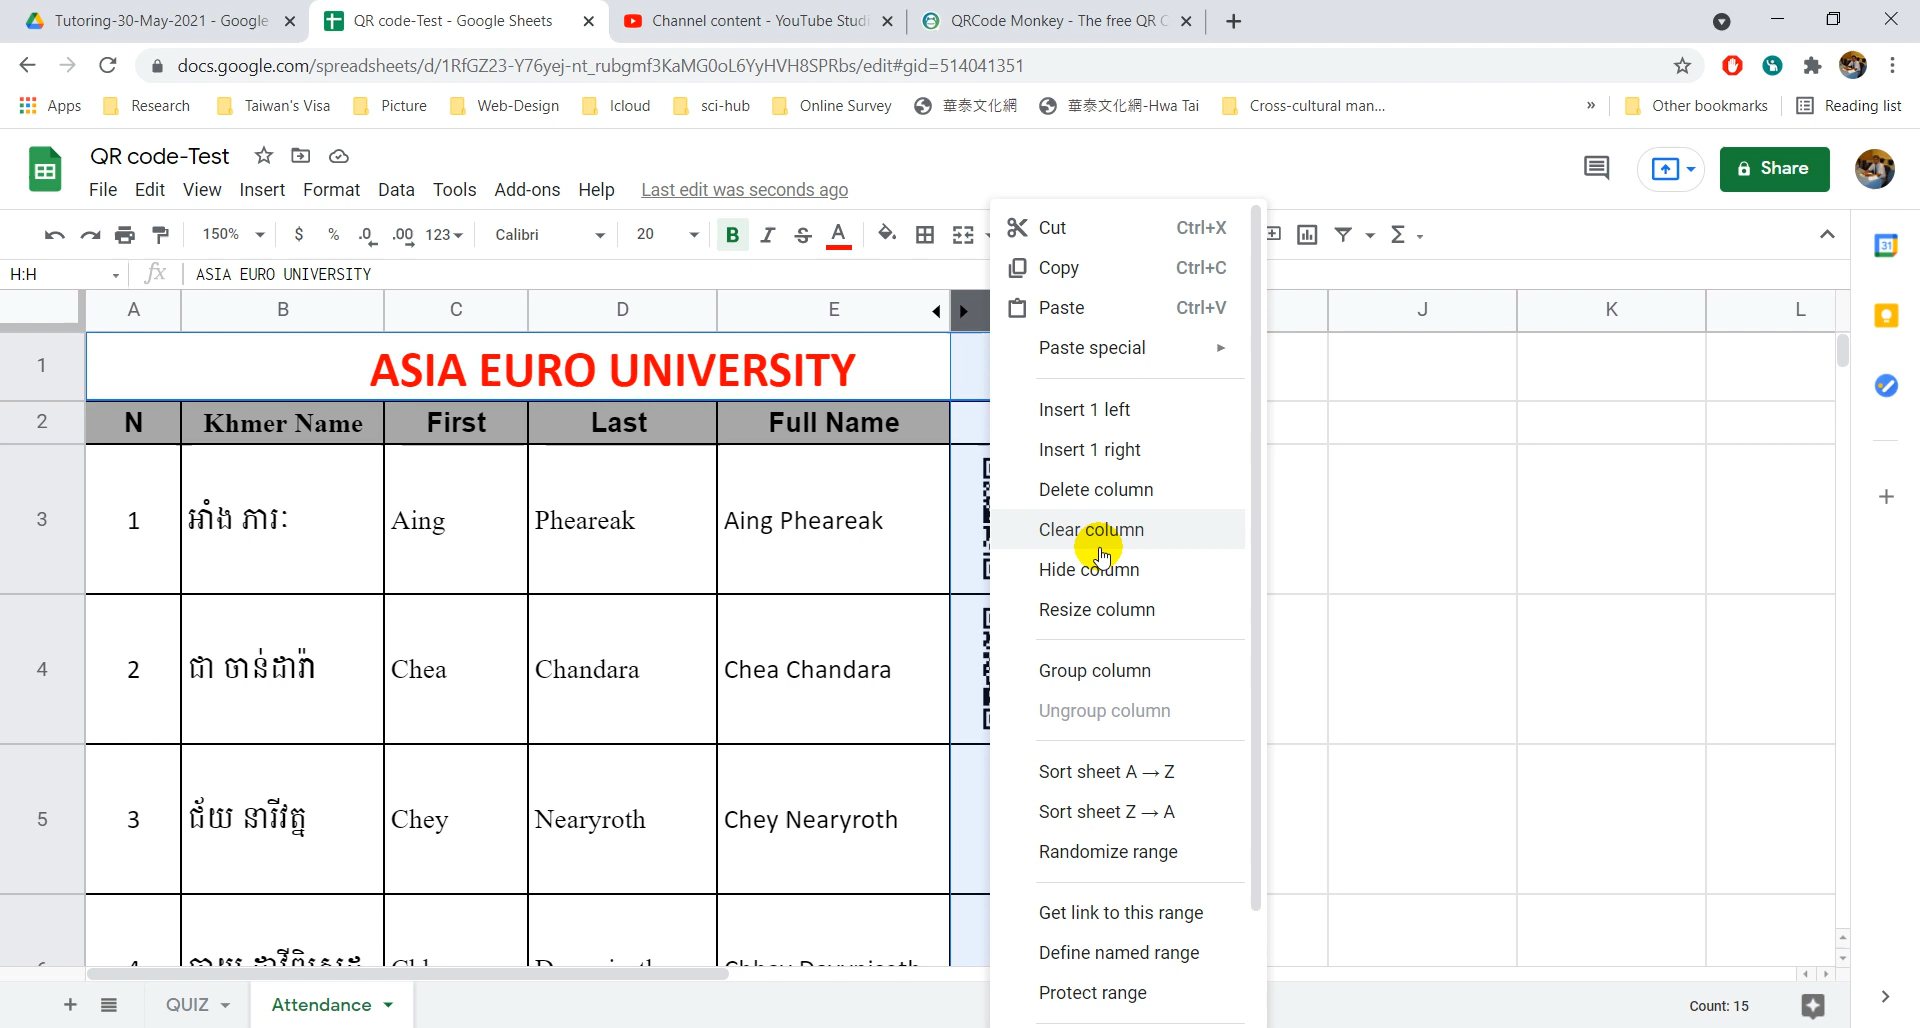 Tutoring-30-May-2021 - Google
QR code-Test - Google Sheets
Channel content - YouTube Studi
QRCode Monkey - The free QR C
docs.google.com/spreadsheets/d/1RfGZ23-Y76yej-nt_rubgmf3KaMG0oL6YyHVH8SPRbs/edit#gid=514041351
Apps Research Taiwan's Visa Picture Web-Design Icloud sci-hub Online Survey 華泰文化網 華泰文化網-Hwa Tai Cross-cultural man... » Other bookmarks Reading list
QR code-Test
File Edit View Insert Format Data Tools Add-ons Help Last edit was seconds ago
Share
150% $ % .0 .00 123 Calibri 20 B I S A Σ
31
H:H fx ASIA EURO UNIVERSITY
A B C D E J K L
1 ASIA EURO UNIVERSITY
2 N Khmer Name First Last Full Name
3 1 អាំង ភារៈ Aing Pheareak Aing Pheareak
4 2 ជា ចាន់ដារ៉ា Chea Chandara Chea Chandara
5 3 ជ័យ នារីរ័ត្ន Chey Nearyroth Chey Nearyroth
Cut Ctrl+X
Copy Ctrl+C
Paste Ctrl+V
Paste special
Insert 1 left
Insert 1 right
Delete column
Clear column
Hide column
Resize column
Group column
Ungroup column
Sort sheet A → Z
Sort sheet Z → A
Randomize range
Get link to this range
Define named range
Protect range
QUIZ Attendance
Count: 15